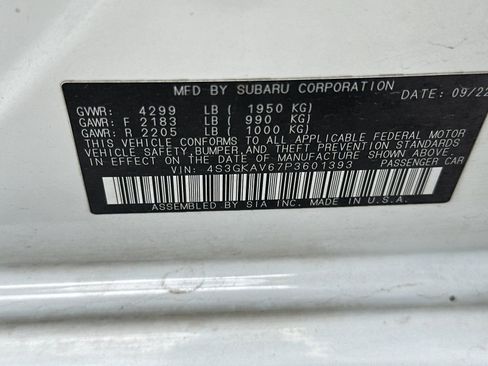 MFD BY SUBARU CORPORATION DATE: 09/22
GVWR: 4299 LB ( 1950 KG)
GAWR: F 2183 LB ( 990 KG)
GAWR: R 2205 LB ( 1000 KG)
THIS VEHICLE CONFORMS TO ALL APPLICABLE FEDERAL MOTOR
VEHICLE SAFETY, BUMPER, AND THEFT PREVENTION STANDARDS
IN EFFECT ON THE DATE OF MANUFACTURE SHOWN ABOVE.
VIN: 4S3GKAV67P3601393 PASSENGER CAR
ASSEMBLED BY SIA INC. MADE IN U.S.A.